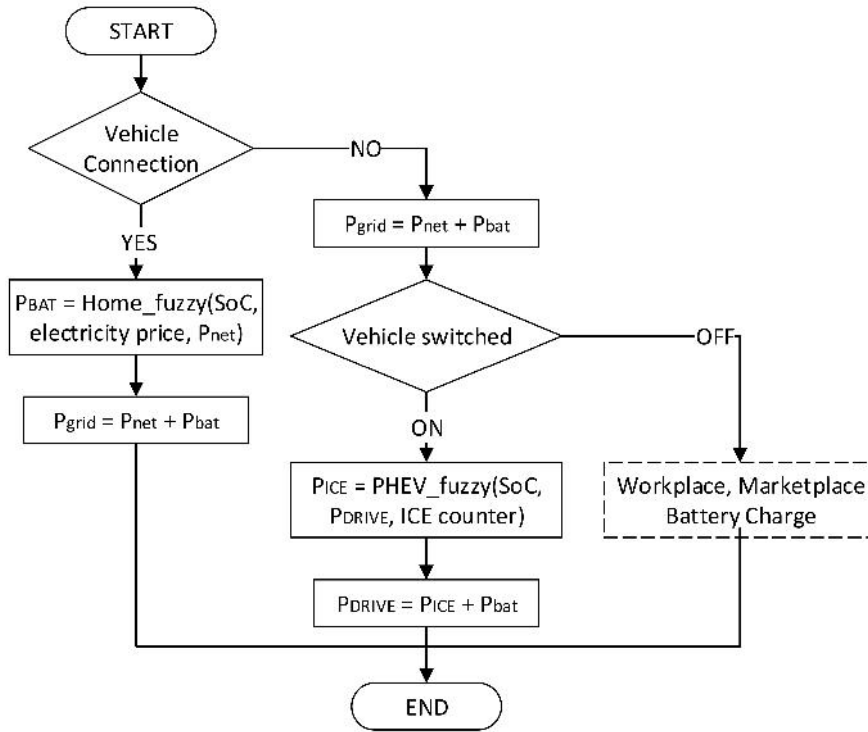 START
Vehicle
Connection
NO
YES
Pgrid = Pnet + Pbat
PBAT = Home_fuzzy(SoC,
electricity price, Pnet)
Vehicle switched
OFF
Pgrid = Pnet + Pbat
ON
PICE = PHEV_fuzzy(SoC,
PDRIVE, ICE counter)
Workplace, Marketplace
Battery Charge
PDRIVE = PICE + Pbat
END